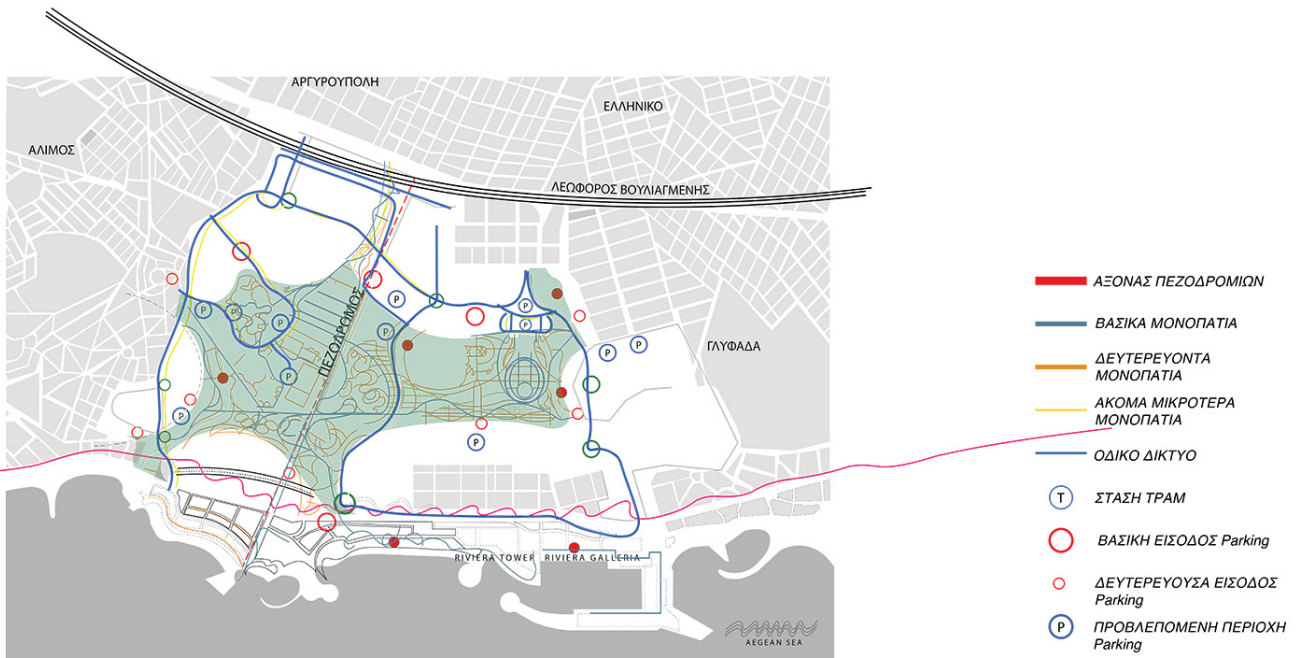 ΑΡΓΥΡΟΥΠΟΛΗ
ΕΛΛΗΝΙΚΟ
ΑΛΙΜΟΣ
ΛΕΩΦΟΡΟΣ ΒΟΥΛΙΑΓΜΕΝΗΣ
ΠΕΖΟΔΡΟΜΟΣ
P
P
P
P
P
P
P
P
P
P
P
P
ΓΛΥΦΑΔΑ
RIVIERA TOWER RIVIERA GALLERIA
AEGEAN SEA
ΑΞΟΝΑΣ ΠΕΖΟΔΡΟΜΙΩΝ
ΒΑΣΙΚΑ ΜΟΝΟΠΑΤΙΑ
ΔΕΥΤΕΡΕΥΟΝΤΑ
ΜΟΝΟΠΑΤΙΑ
ΑΚΟΜΑ ΜΙΚΡΟΤΕΡΑ
ΜΟΝΟΠΑΤΙΑ
ΟΔΙΚΟ ΔΙΚΤΥΟ
T ΣΤΑΣΗ ΤΡΑΜ
ΒΑΣΙΚΗ ΕΙΣΟΔΟΣ Parking
ΔΕΥΤΕΡΕΥΟΥΣΑ ΕΙΣΟΔΟΣ
Parking
P ΠΡΟΒΛΕΠΟΜΕΝΗ ΠΕΡΙΟΧΗ
Parking